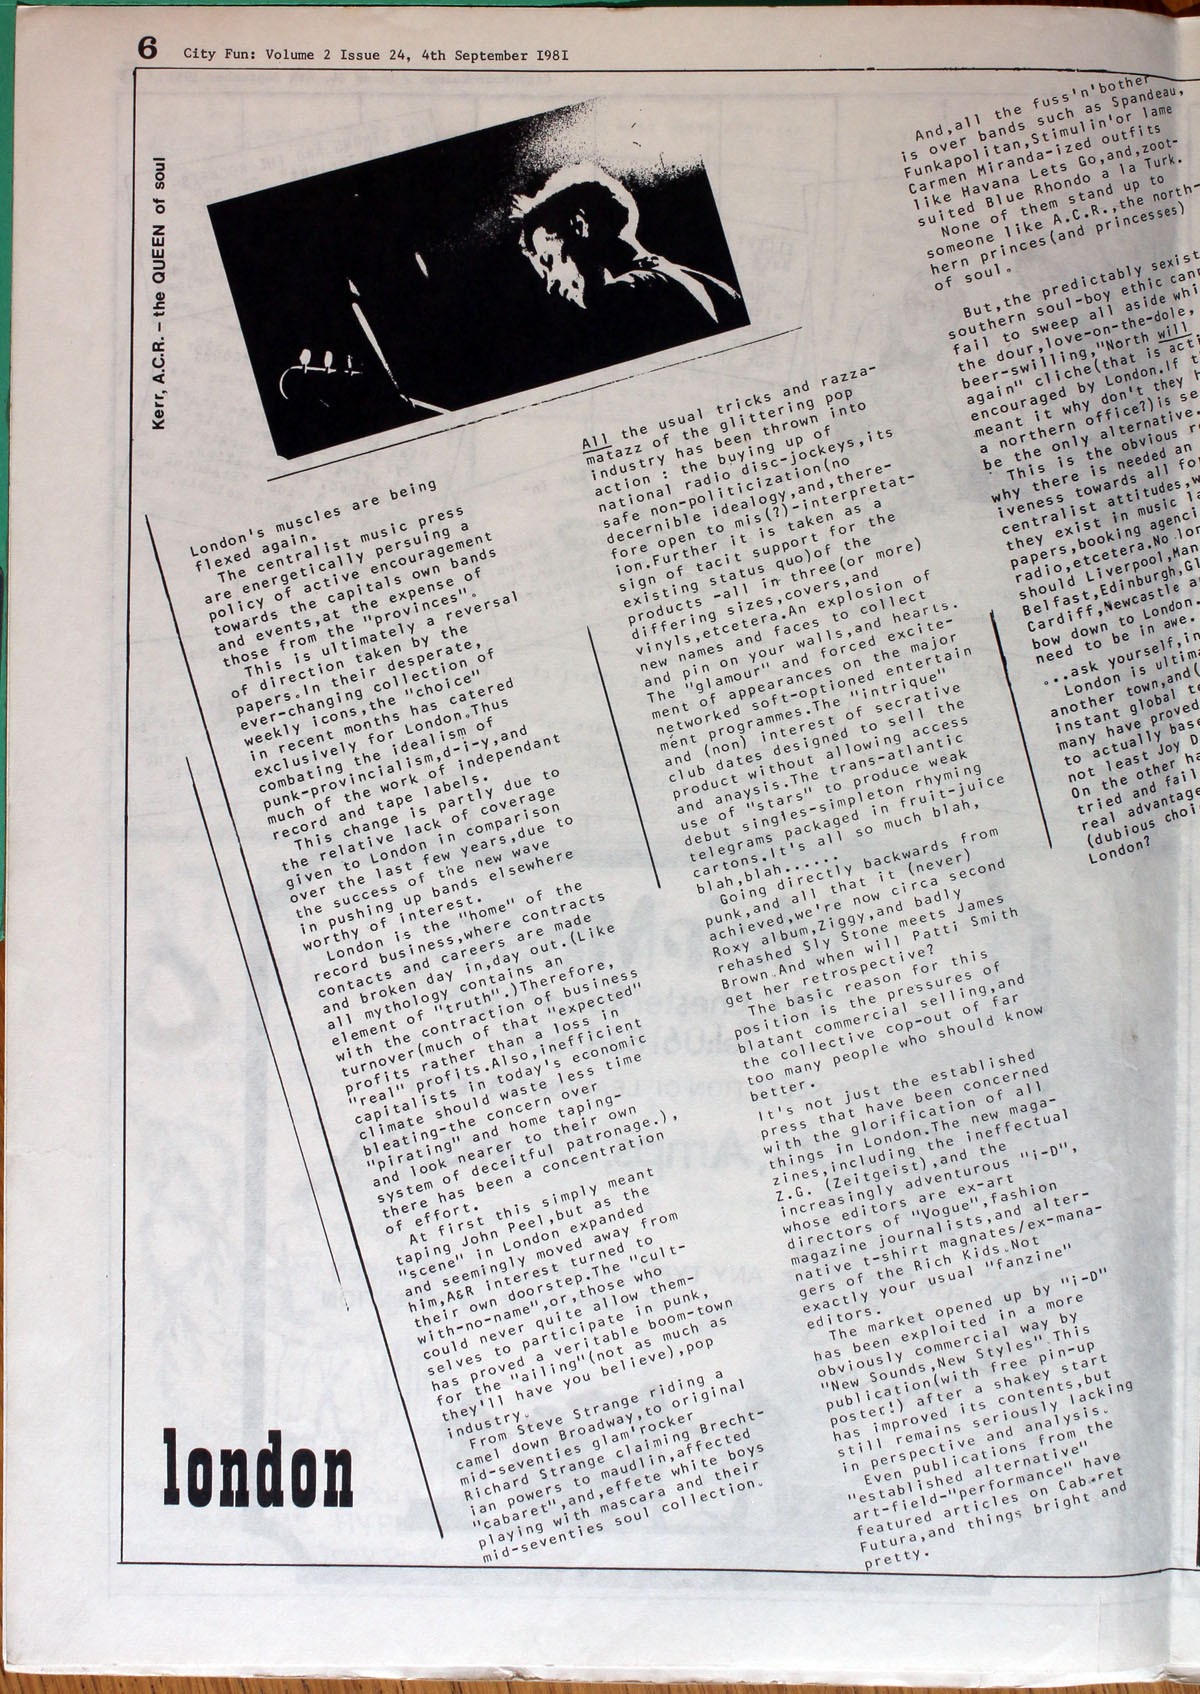 6 City Fun: Volume 2 Issue 24, 4th September I98I
Kerr, A.C.R. – the QUEEN of soul
London's muscles are being
flexed again.
The centralist music press
are energetically persuing a
policy of active encouragement
towards the capitals own bands
and events,at the expense of
those from the "provinces".
This is ultimately a reversal
of direction taken by the
papers.In their desperate,
ever-changing collection of
weekly icons,the "choice"
in recent months has catered
exclusively for London.Thus
combating the idealism of
punk-provincialism,d-i-y,and
much of the work of independant
record and tape labels.
This change is partly due to
the relative lack of coverage
given to London in comparison
over the last few years,due to
the success of the new wave
in pushing up bands elsewhere
worthy of interest.
London is the "home" of the
record business,where contracts
contacts and careers are made
and broken day in,day out.(Like
all mythology contains an
element of "truth".)Therefore,
with the contraction of business
turnover(much of that "expected"
profits rather than a loss in
"real" profits.Also,inefficient
capitalists in today's economic
climate should waste less time
bleating-the concern over
"pirating" and home taping-
and look nearer to their own
system of deceitful patronage.),
there has been a concentration
of effort.
At first this simply meant
taping John Peel,but as the
"scene" in London expanded
and seemingly moved away from
him,A&R interest turned to
their own doorstep.The "cult-
with-no-name",or,those who
could never quite allow them-
selves to participate in punk,
has proved a veritable boom-town
for the "ailing"(not as much as
they'll have you believe),pop
industry.
From Steve Strange riding a
camel down Broadway,to original
mid-seventies glam'rocker
Richard Strange claiming Brecht-
ian powers to maudlin,affected
"cabaret",and,effete white boys
playing with mascara and their
mid-seventies soul collection.
All the usual tricks and razza-
matazz of the glittering pop
industry has been thrown into
action : the buying up of
national radio disc-jockeys,its
safe non-politicization(no
decernible idealogy,and,there-
fore open to mis(?)-interpretat-
ion.Further it is taken as a
sign of tacit support for the
existing status quo)of the
products -all in three(or more)
differing sizes,covers,and
vinyls,etcetera.An explosion of
new names and faces to collect
and pin on your walls,and hearts.
The "glamour" and forced excite-
ment of appearances on the major
networked soft-optioned entertain
ment programmes.The "intrigue"
and (non) interest of secrative
club dates designed to sell the
product without allowing access
and anaysis.The trans-atlantic
use of "stars" to produce weak
debut singles-simpleton rhyming
telegrams packaged in fruit-juice
cartons.It's all so much blah,
blah,blah......
Going directly backwards from
punk,and all that it (never)
achieved,we're now circa second
Roxy album,Ziggy,and badly
rehashed Sly Stone meets James
Brown.And when will Patti Smith
get her retrospective?
The basic reason for this
position is the pressures of
blatant commercial selling,and
the collective cop-out of far
too many people who should know
better.
It's not just the established
press that have been concerned
with the glorification of all
things in London.The new maga-
zines,including the ineffectual
Z.G. (Zeitgeist),and the
increasingly adventurous "i-D",
whose editors are ex-art
directors of "Vogue",fashion
magazine journalists,and alter-
native t-shirt magnates/ex-mana-
gers of the Rich Kids.Not
exactly your usual "fanzine"
editors.
The market opened up by "i-D"
has been exploited in a more
obviously commercial way by
"New Sounds,New Styles".This
publication(with free pin-up
poster!) after a shakey start
has improved its contents,but
still remains seriously lacking
in perspective and analysis.
Even publications from the
"established alternative"
art-field-"performance" have
featured articles on Cabaret
Futura,and things bright and
pretty.
And,all the fuss'n'bother
is over bands such as Spandeau,
Funkapolitan,Stimulin'or lame
Carmen Miranda-ized outfits
like Havana Lets Go,and,zoot-
suited Blue Rhondo a la Turk.
None of them stand up to
someone like A.C.R.,the north-
hern princes(and princesses)
of soul.
But,the predictably sexist
southern soul-boy ethic
fail to sweep all aside
the dour,love-on-the-dole,
beer-swilling,"North will
again" cliche(that is
encouraged by London.If
meant it why don't they
a northern office?)is
be the only alternative.
This is the obvious
why there is needed an
iveness towards all
centralist attitudes,
they exist in music
papers,booking
radio,etcetera.No
should Liverpool,
Belfast,Edinburgh,
Cardiff,Newcastle
bow down to London.
need to be in awe.
...ask yourself,
London is
another town,and
instant global
many have proved
to actually
not least Joy
On the other
tried and
real advantage
(dubious
London?
london